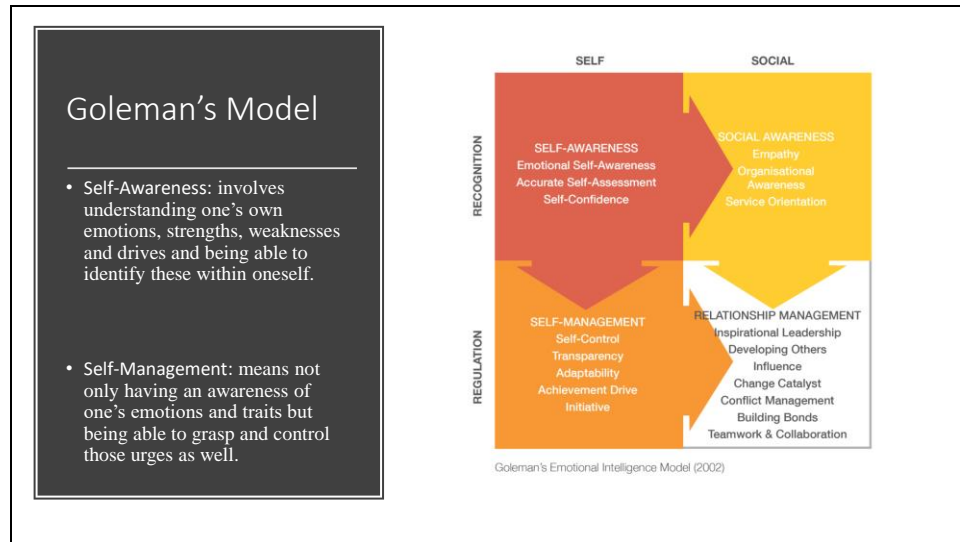 Goleman’s Model
• Self-Awareness: involves
understanding one’s own
emotions, strengths, weaknesses
and drives and being able to
identify these within oneself.
• Self-Management: means not
only having an awareness of
one’s emotions and traits but
being able to grasp and control
those urges as well.
SELF
SOCIAL
RECOGNITION
SELF-AWARENESS
Emotional Self-Awareness
Accurate Self-Assessment
Self-Confidence
SOCIAL AWARENESS
Empathy
Organisational
Awareness
Service Orientation
REGULATION
SELF-MANAGEMENT
Self-Control
Transparency
Adaptability
Achievement Drive
Initiative
RELATIONSHIP MANAGEMENT
Inspirational Leadership
Developing Others
Influence
Change Catalyst
Conflict Management
Building Bonds
Teamwork & Collaboration
Goleman’s Emotional Intelligence Model (2002)